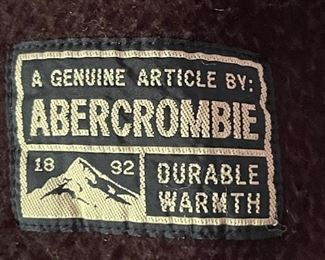 A GENUINE ARTICLE BY:
ABERCROMBIE
18 92
DURABLE
WARMTH